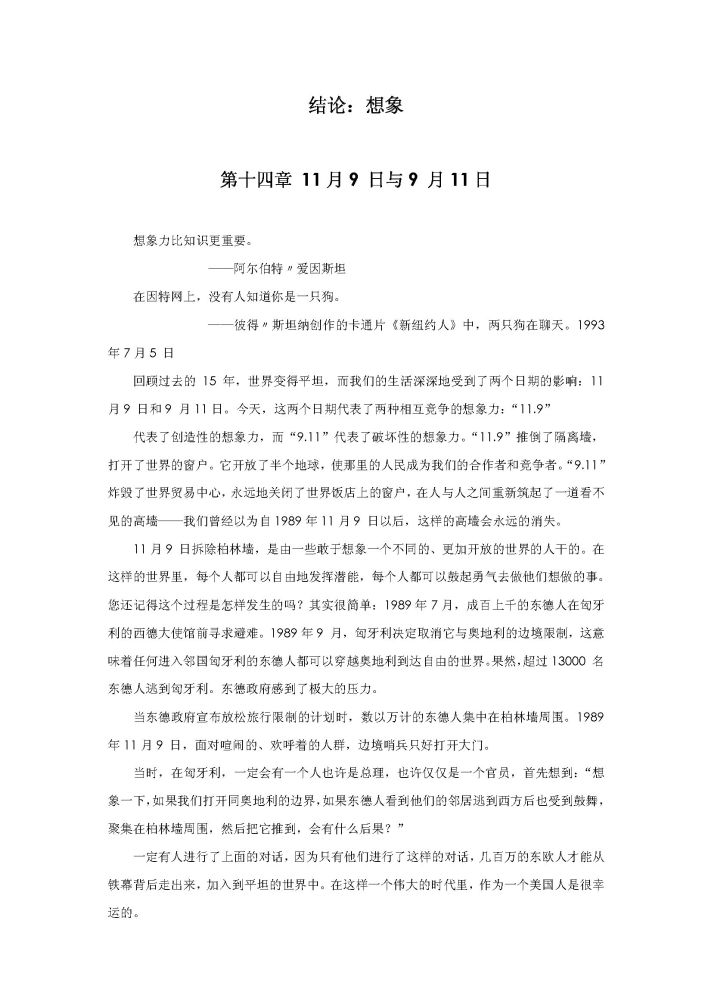 结论：想象
第十四章 11月9 日与9 月11日
想象力比知识更重要。
——阿尔伯特〃爱因斯坦
在因特网上，没有人知道你是一只狗。
——彼得〃斯坦纳创作的卡通片《新纽约人》中，两只狗在聊天。1993
年7月5 日
回顾过去的 15 年，世界变得平坦，而我们的生活深深地受到了两个日期的影响：11
月9 日和9 月11日。今天，这两个日期代表了两种相互竞争的想象力：“11.9”
代表了创造性的想象力，而“9.11”代表了破坏性的想象力。“11.9”推倒了隔离墙，
打开了世界的窗户。它开放了半个地球，使那里的人民成为我们的合作者和竞争者。“9.11”
炸毁了世界贸易中心，永远地关闭了世界饭店上的窗户，在人与人之间重新筑起了一道看不
见的高墙——我们曾经以为自1989年11月9 日以后，这样的高墙会永远的消失。
11月9 日拆除柏林墙，是由一些敢于想象一个不同的、更加开放的世界的人干的。在
这样的世界里，每个人都可以自由地发挥潜能，每个人都可以鼓起勇气去做他们想做的事。
您还记得这个过程是怎样发生的吗？其实很简单：1989年7月，成百上千的东德人在匈牙
利的西德大使馆前寻求避难。1989年9 月，匈牙利决定取消它与奥地利的边境限制，这意
味着任何进入邻国匈牙利的东德人都可以穿越奥地利到达自由的世界。果然，超过13000 名
东德人逃到匈牙利。东德政府感到了极大的压力。
当东德政府宣布放松旅行限制的计划时，数以万计的东德人集中在柏林墙周围。1989
年11月9 日，面对喧闹的、欢呼着的人群，边境哨兵只好打开大门。
当时，在匈牙利，一定会有一个人也许是总理，也许仅仅是一个官员，首先想到：“想
象一下，如果我们打开同奥地利的边界，如果东德人看到他们的邻居逃到西方后也受到鼓舞，
聚集在柏林墙周围，然后把它推到，会有什么后果？”
一定有人进行了上面的对话，因为只有他们进行了这样的对话，几百万的东欧人才能从
铁幕背后走出来，加入到平坦的世界中。在这样一个伟大的时代里，作为一个美国人是很幸
运的。